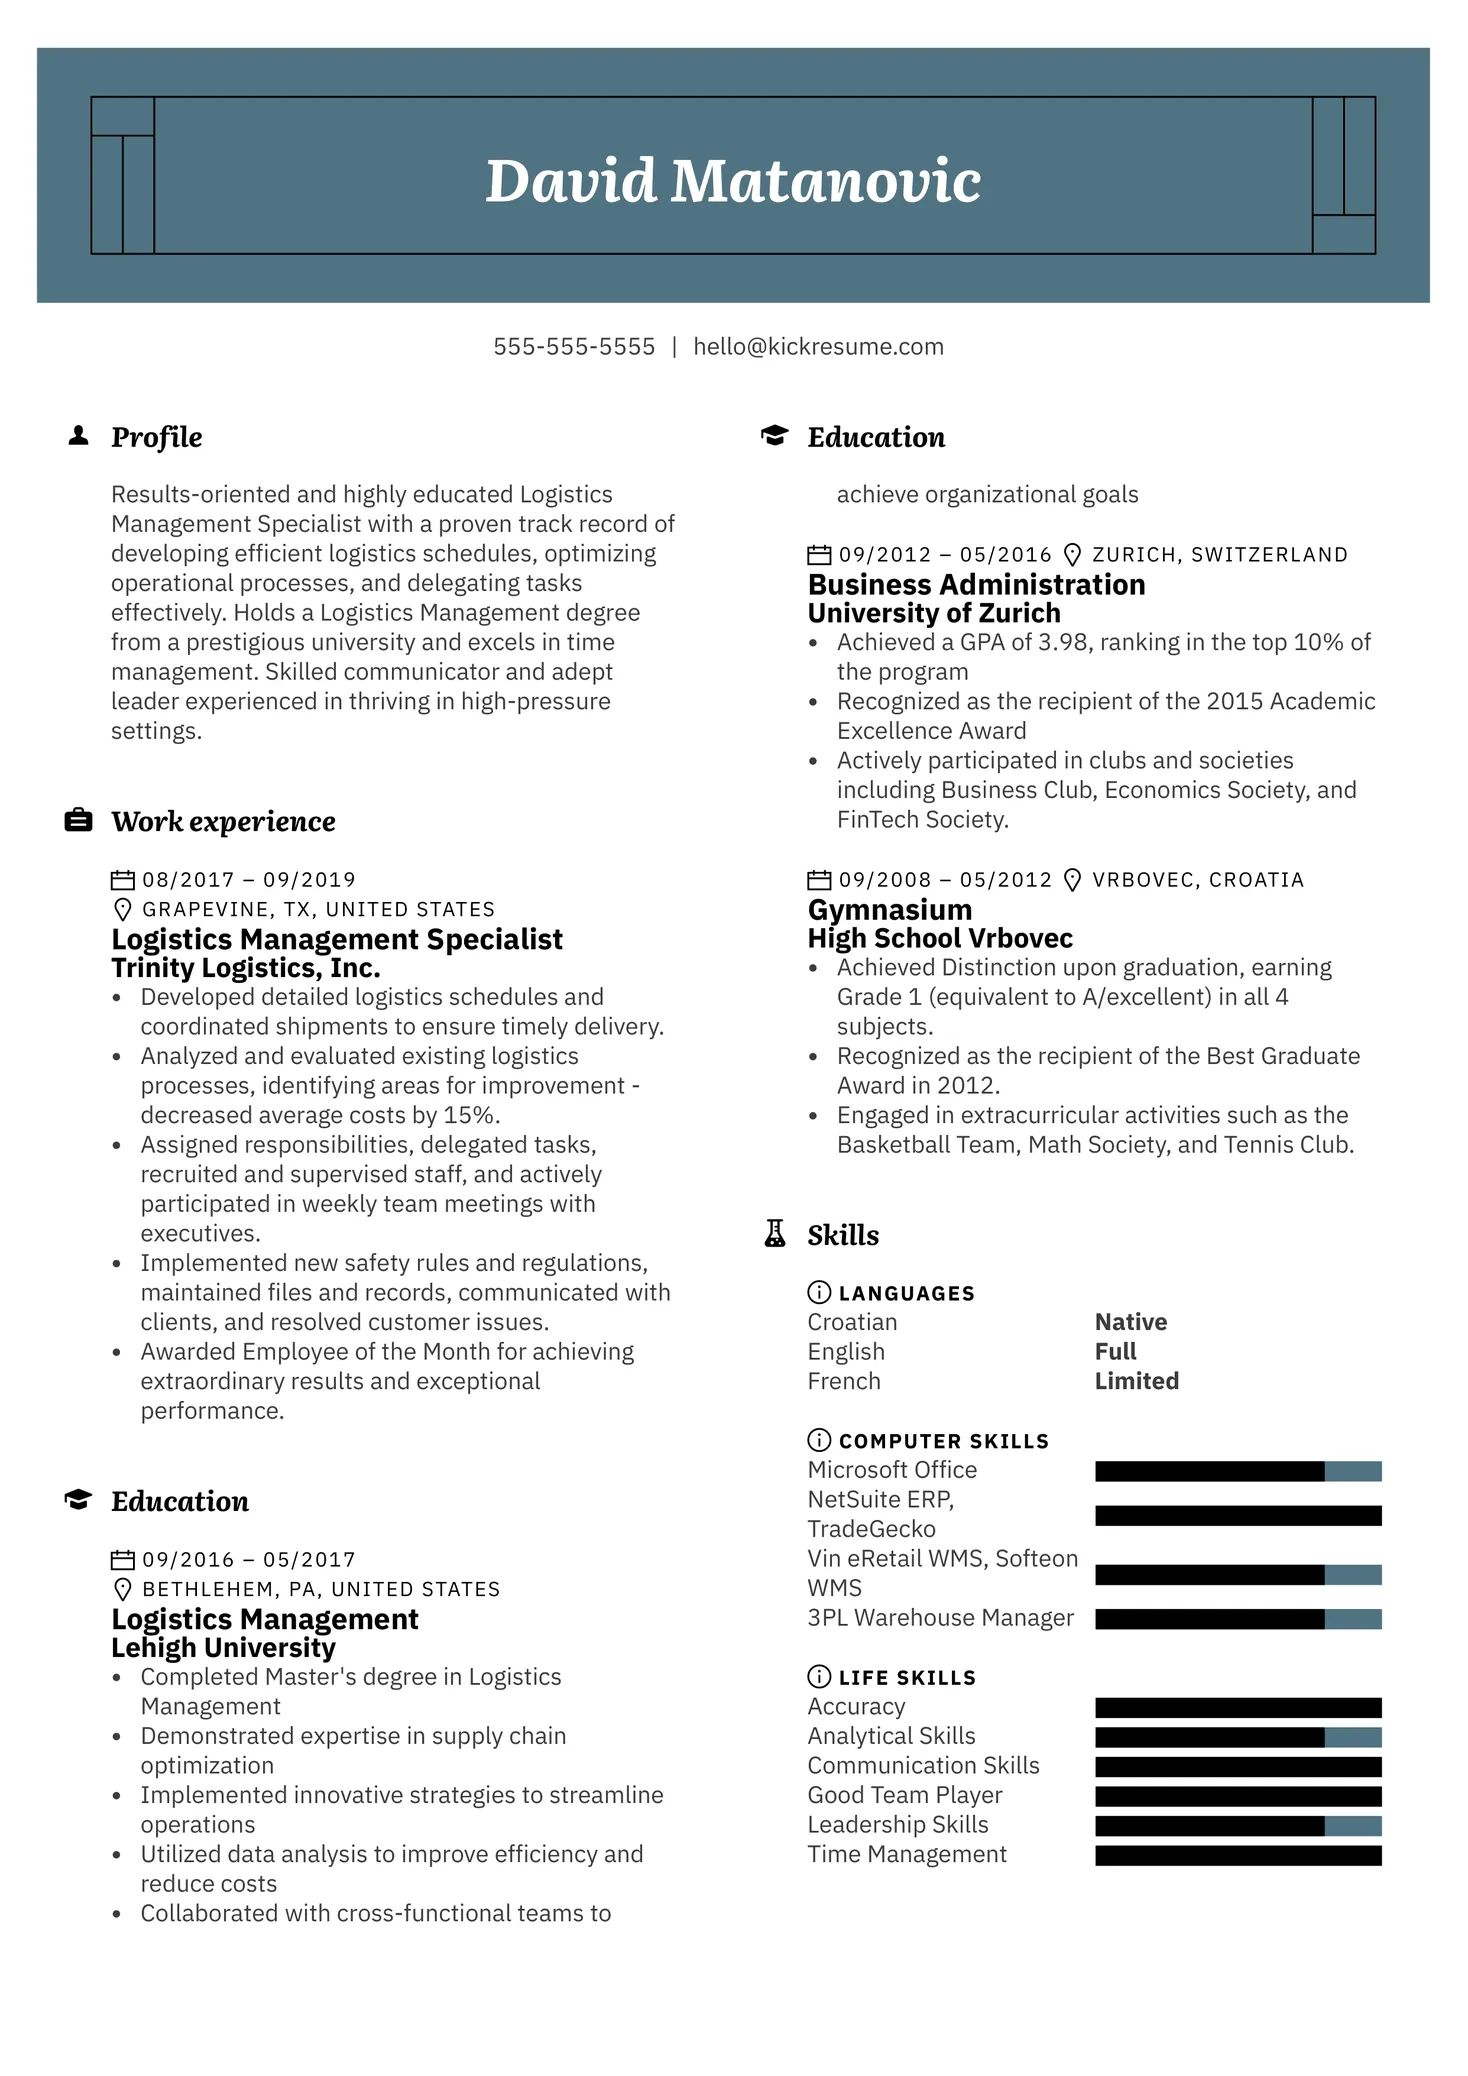 David Matanovic
555-555-5555 | hello@kickresume.com
Profile
Results-oriented and highly educated Logistics
Management Specialist with a proven track record of
developing efficient logistics schedules, optimizing
operational processes, and delegating tasks
effectively. Holds a Logistics Management degree
from a prestigious university and excels in time
management. Skilled communicator and adept
leader experienced in thriving in high-pressure
settings.
Work experience
08/2017 – 09/2019
GRAPEVINE, TX, UNITED STATES
Logistics Management Specialist
Trinity Logistics, Inc.
• Developed detailed logistics schedules and
coordinated shipments to ensure timely delivery.
• Analyzed and evaluated existing logistics
processes, identifying areas for improvement -
decreased average costs by 15%.
• Assigned responsibilities, delegated tasks,
recruited and supervised staff, and actively
participated in weekly team meetings with
executives.
• Implemented new safety rules and regulations,
maintained files and records, communicated with
clients, and resolved customer issues.
• Awarded Employee of the Month for achieving
extraordinary results and exceptional
performance.
Education
09/2016 – 05/2017
BETHLEHEM, PA, UNITED STATES
Logistics Management
Lehigh University
• Completed Master's degree in Logistics
Management
• Demonstrated expertise in supply chain
optimization
• Implemented innovative strategies to streamline
operations
• Utilized data analysis to improve efficiency and
reduce costs
• Collaborated with cross-functional teams to
Education
achieve organizational goals
09/2012 – 05/2016 ZURICH, SWITZERLAND
Business Administration
University of Zurich
• Achieved a GPA of 3.98, ranking in the top 10% of
the program
• Recognized as the recipient of the 2015 Academic
Excellence Award
• Actively participated in clubs and societies
including Business Club, Economics Society, and
FinTech Society.
09/2008 – 05/2012 VRBOVEC, CROATIA
Gymnasium
High School Vrbovec
• Achieved Distinction upon graduation, earning
Grade 1 (equivalent to A/excellent) in all 4
subjects.
• Recognized as the recipient of the Best Graduate
Award in 2012.
• Engaged in extracurricular activities such as the
Basketball Team, Math Society, and Tennis Club.
Skills
LANGUAGES
Croatian Native
English Full
French Limited
COMPUTER SKILLS
Microsoft Office
NetSuite ERP,
TradeGecko
Vin eRetail WMS, Softeon
WMS
3PL Warehouse Manager
LIFE SKILLS
Accuracy
Analytical Skills
Communication Skills
Good Team Player
Leadership Skills
Time Management